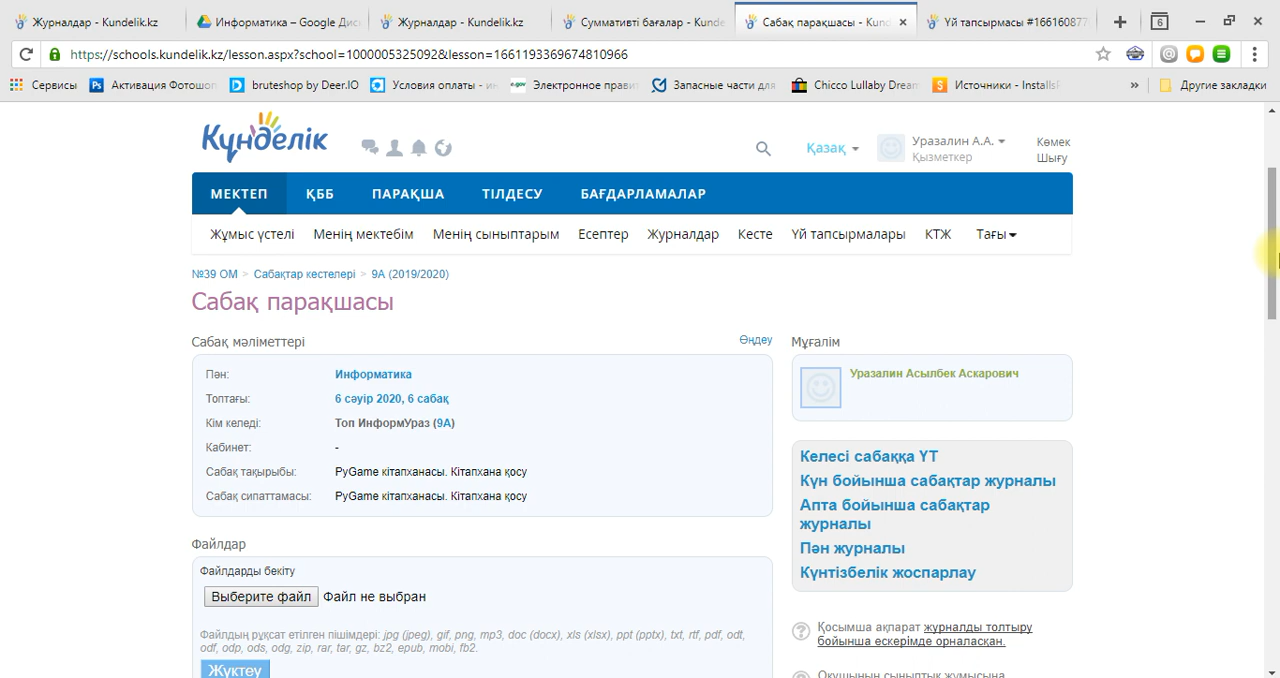 Журналдар - Kundelik.kz
Информатика – Google Дис
Журналдар - Kundelik.kz
Суммативті бағалар - Kunde
Сабақ парақшасы - Kund
Үй тапсырмасы #16616087
6
https://schools.kundelik.kz/lesson.aspx?school=1000005325092&lesson=1661193369674810966
Сервисы
Активация Фотошоп
bruteshop by Deer.IO
Условия оплаты - ин
Электронное прави
Запасные части для
Chicco Lullaby Dream
Источники - Installs
»
Другие закладки
Күнделік
Қазақ
Уразалин А.А.
Қызметкер
Көмек
Шығу
МЕКТЕП
ҚББ
ПАРАҚША
ТІЛДЕСУ
БАҒДАРЛАМАЛАР
Жұмыс үстелі
Менің мектебім
Менің сыныптарым
Есептер
Журналдар
Кесте
Үй тапсырмалары
КТЖ
Тағы
№39 ОМ > Сабақтар кестелері > 9А (2019/2020)
Сабақ парақшасы
Сабақ мәліметтері
Өңдеу
Пән: Информатика
Топтағы: 6 сәуір 2020, 6 сабақ
Кім келеді: Топ ИнформУраз (9А)
Кабинет: -
Сабақ тақырыбы: PyGame кітапханасы. Кітапхана қосу
Сабақ сипаттамасы: PyGame кітапханасы. Кітапхана қосу
Файлдар
Файлдарды бекіту
Выберите файл Файл не выбран
Файлдың рұқсат етілген пішімдері: jpg (jpeg), gif, png, mp3, doc (docx), xls (xlsx), ppt (pptx), txt, rtf, pdf, odt,
odf, odp, ods, odg, zip, rar, tar, gz, bz2, epub, mobi, fb2.
Жүктеу
Мұғалім
Уразалин Асылбек Аскарович
Келесі сабаққа ҮТ
Күн бойынша сабақтар журналы
Апта бойынша сабақтар
журналы
Пән журналы
Күнтізбелік жоспарлау
Қосымша ақпарат журналды толтыру
бойынша ескерімде орналасқан.
Оқушының сыныптық жұмысына